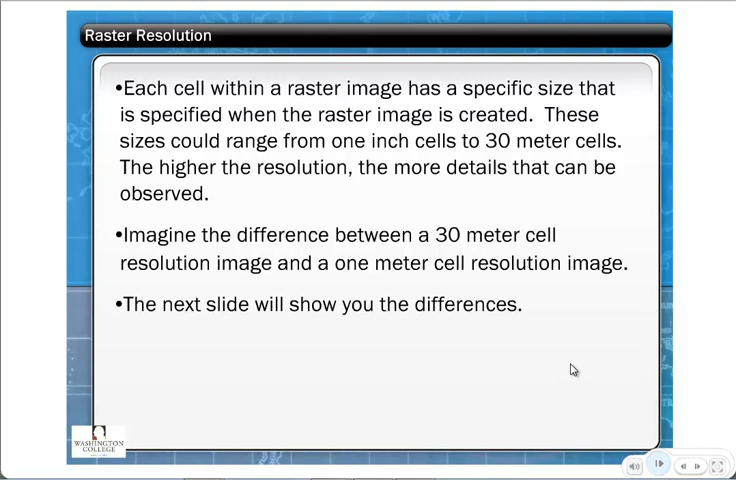 Raster Resolution
•Each cell within a raster image has a specific size that
is specified when the raster image is created.  These
sizes could range from one inch cells to 30 meter cells.
The higher the resolution, the more details that can be
observed.
•Imagine the difference between a 30 meter cell
resolution image and a one meter cell resolution image.
•The next slide will show you the differences.
WASHINGTON
COLLEGE